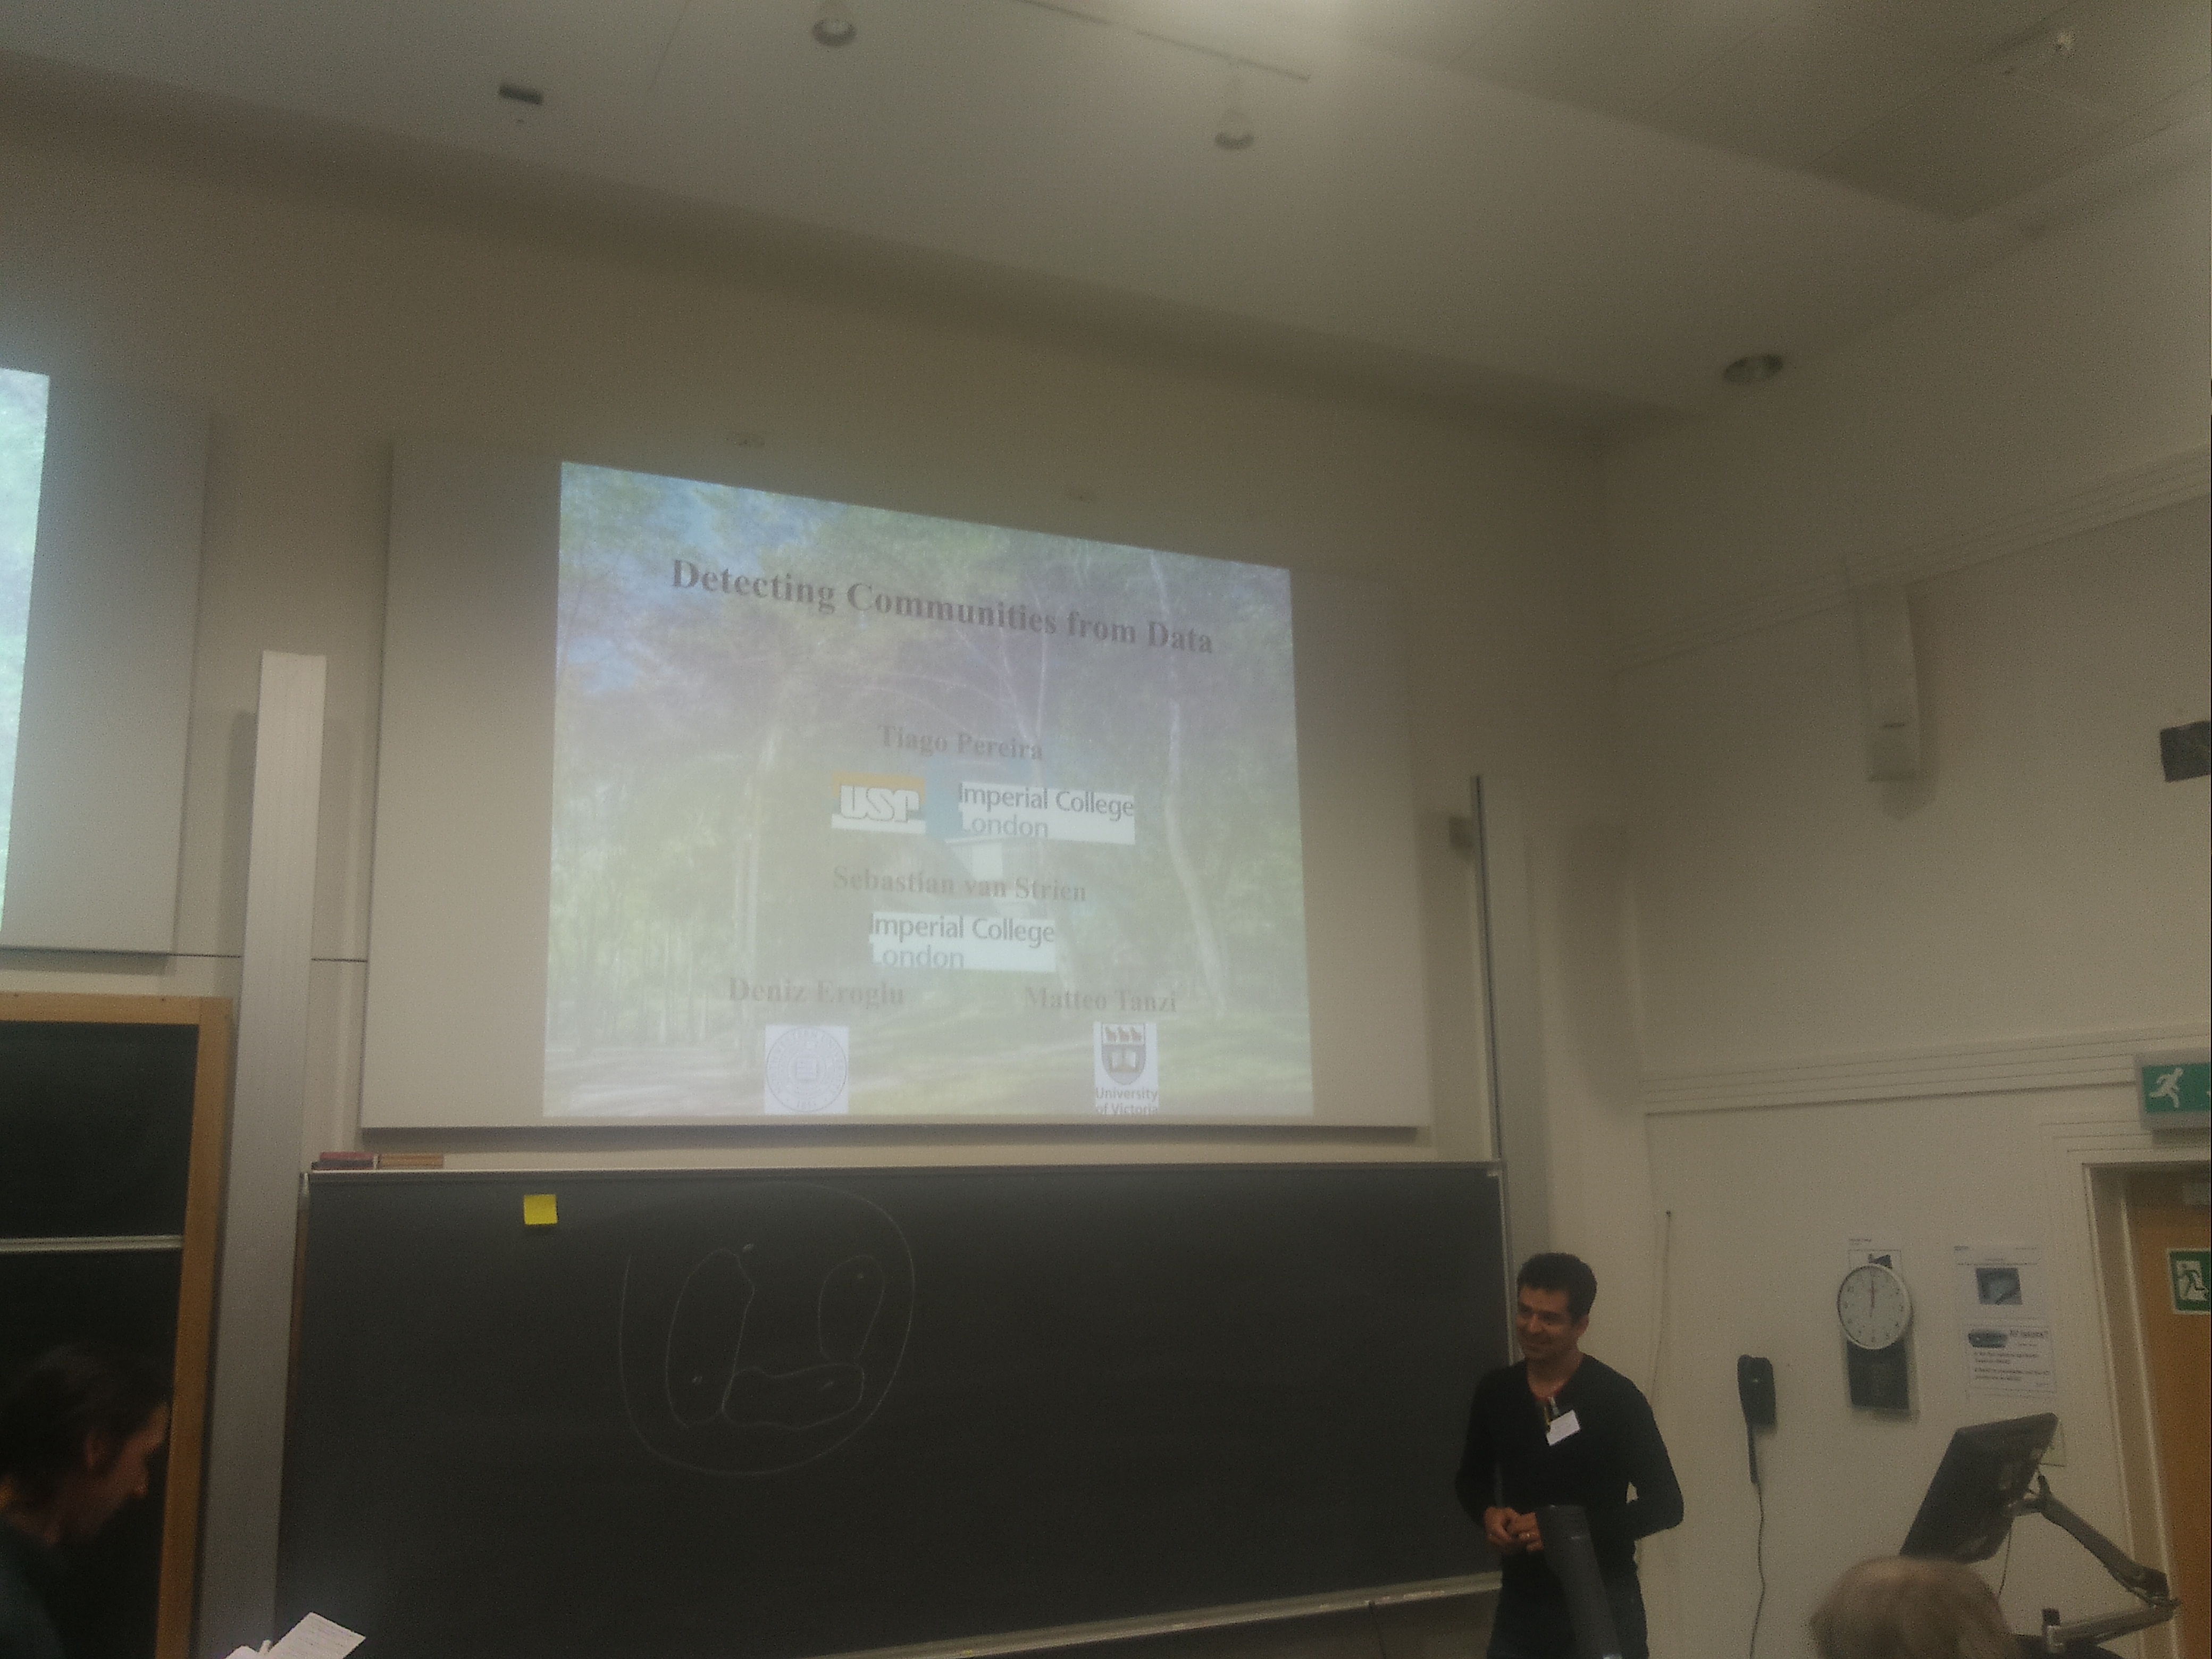 Detecting Communities from Data
Tiago Pereira
USP
Imperial College
London
Sebastian van Strien
Imperial College
London
Deniz Eroglu
Matteo Tanzi
University
of Victoria